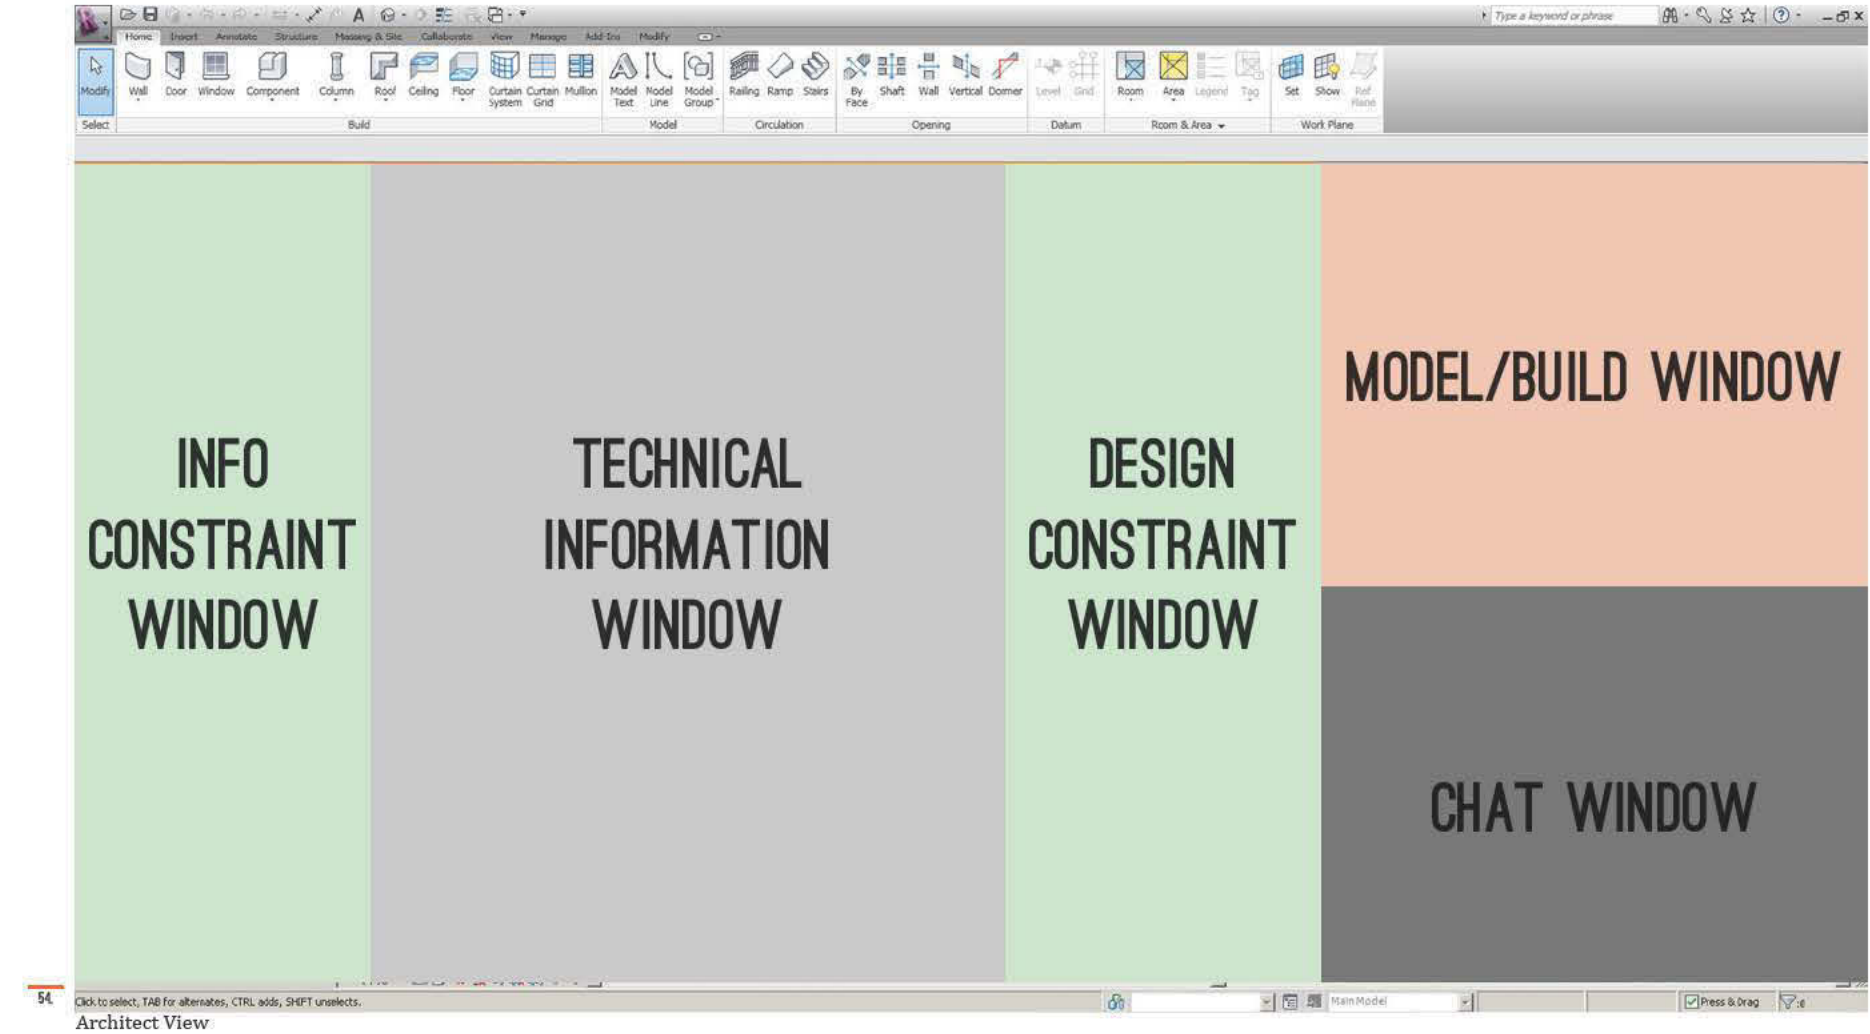 A
Type a keyword or phrase
Home Insert Annotate Structure Massing & Site Collaborate View Manage Add-Ins Modify
Modify Wall Door Window Component Column Roof Ceiling Floor Curtain System Curtain Grid Mullion Model Text Model Line Model Group Railing Ramp Stairs By Face Shaft Wall Vertical Dormer Level Grid Room Area Legend Tag Set Show Ref Plane
Select Build Model Circulation Opening Datum Room & Area Work Plane
INFO
CONSTRAINT
WINDOW
TECHNICAL
INFORMATION
WINDOW
DESIGN
CONSTRAINT
WINDOW
MODEL/BUILD WINDOW
CHAT WINDOW
54
Click to select, TAB for alternates, CTRL adds, SHIFT unselects.
Main Model
Press & Drag
Architect View